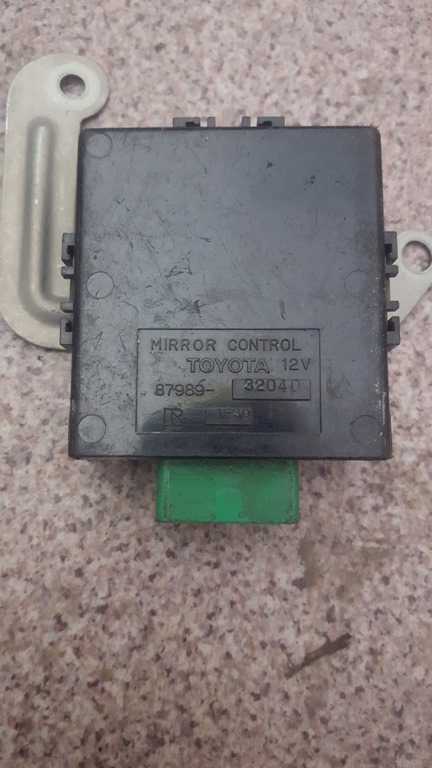 MIRROR CONTROL
TOYOTA 12V
87989- 32040
R